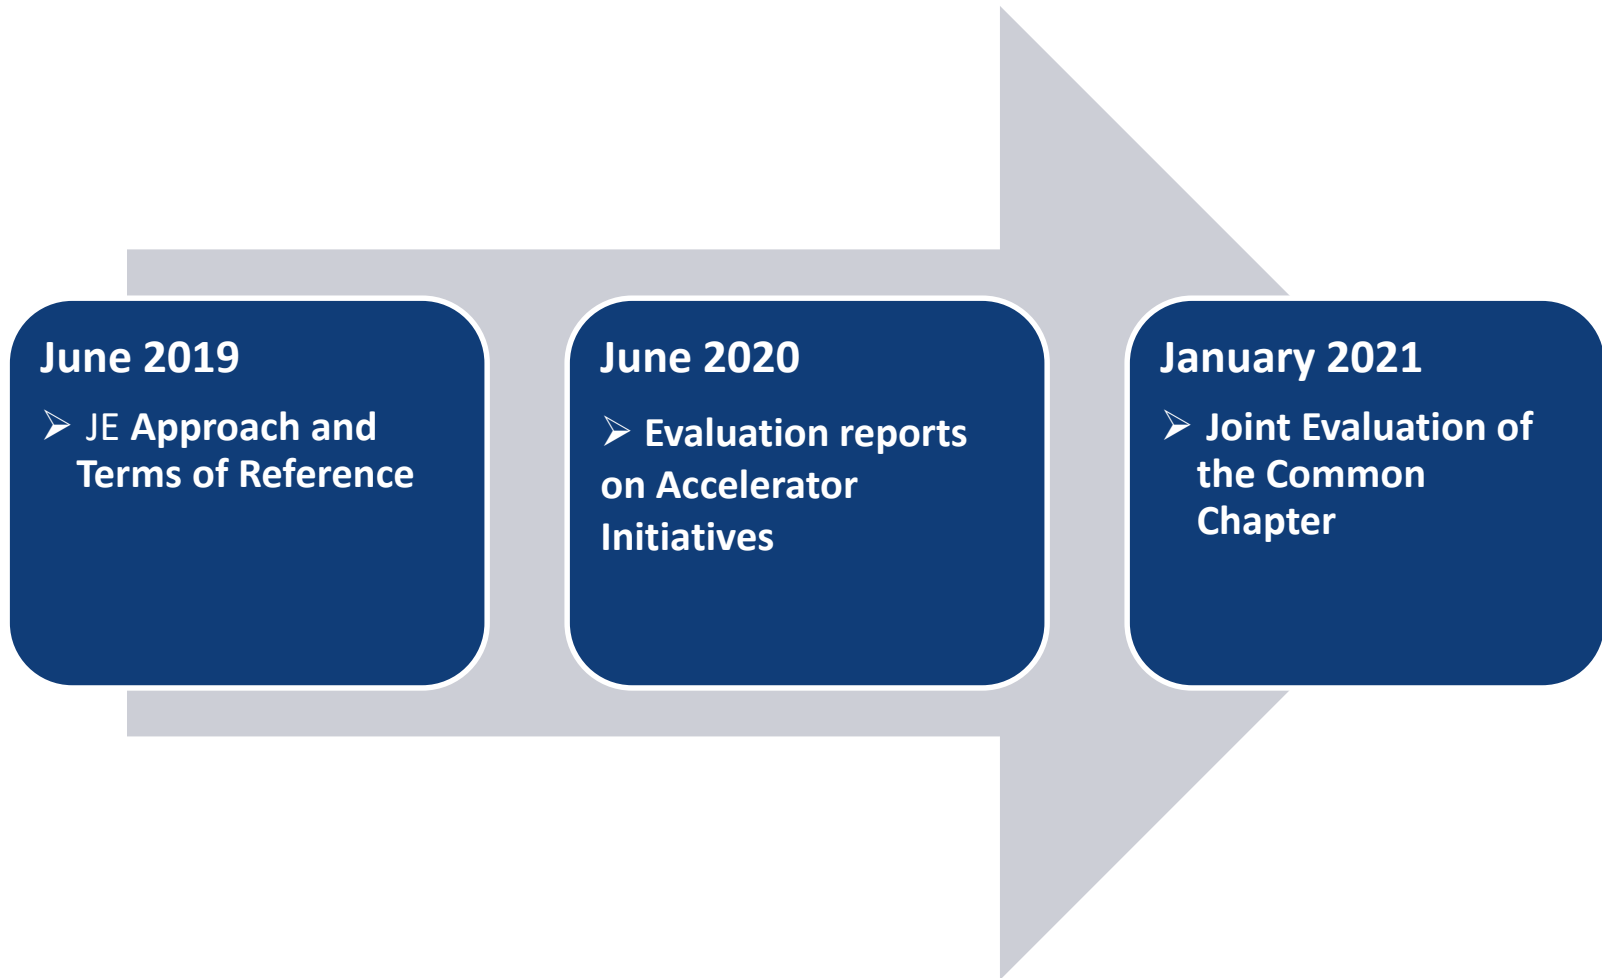 June 2019
➢ JE Approach and
Terms of Reference
June 2020
➢ Evaluation reports
on Accelerator
Initiatives
January 2021
➢ Joint Evaluation of
the Common
Chapter